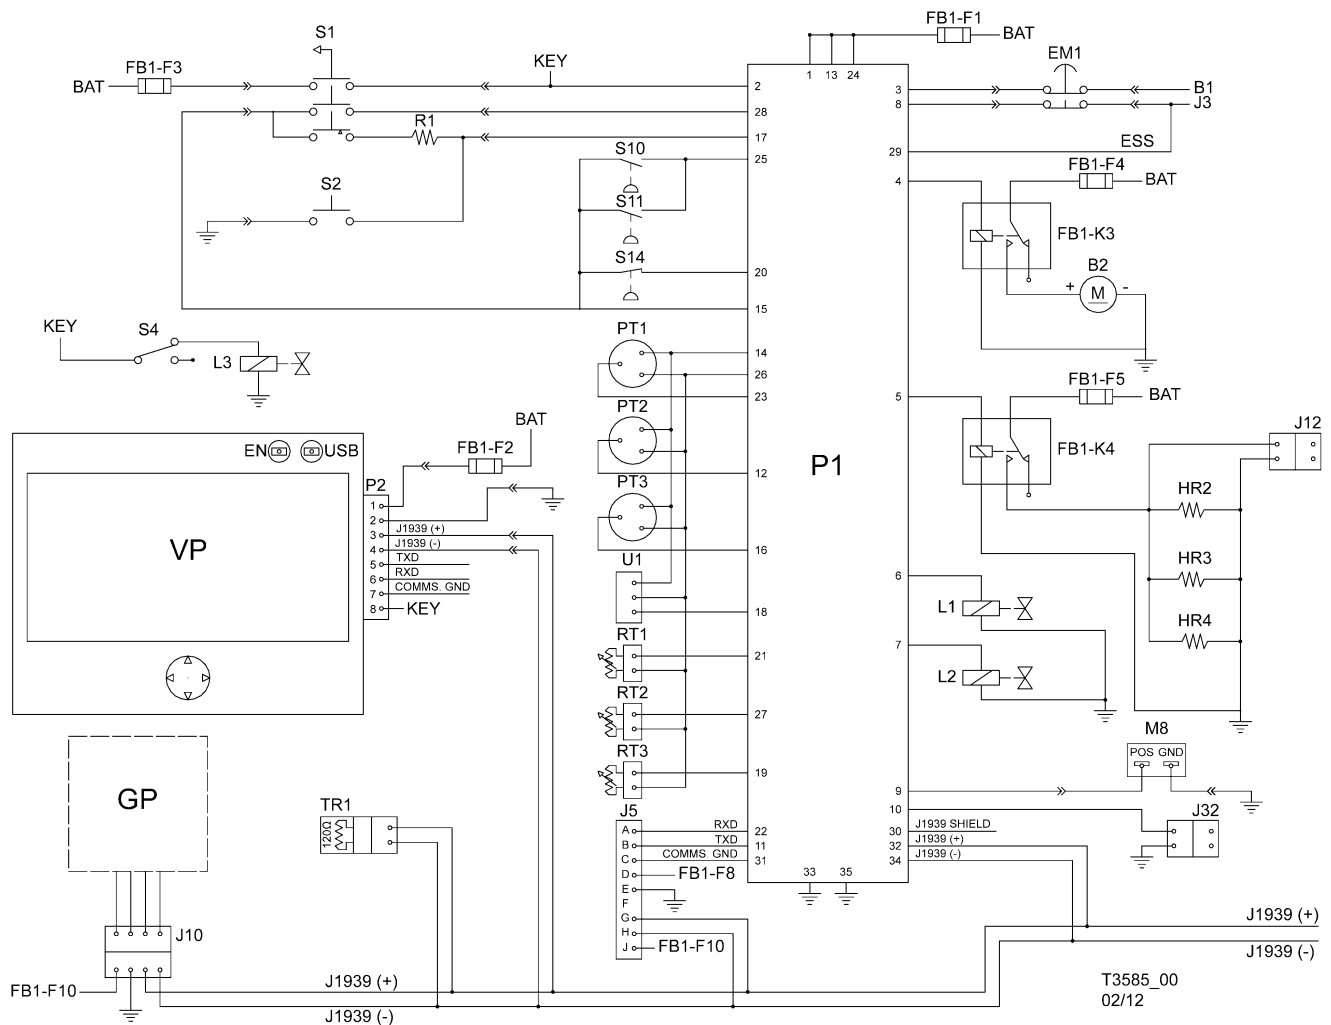 FB1-F1
BAT
S1
KEY
EM1
FB1-F3
BAT
1 13 24
2
3
B1
28
8
J3
R1
17
ESS
S10
25
29
FB1-F4
4
BAT
S2
S11
FB1-K3
S14
20
B2
+ M -
15
KEY
S4
PT1
L3
14
26
23
FB1-F5
5
BAT
PT2
BAT
J12
EN
USB
FB1-F2
FB1-K4
12
P1
P2
PT3
HR2
1
2
3 J1939 (+)
4 J1939 (-)
5 TXD
6 RXD
7 COMMS. GND
8 KEY
VP
16
U1
HR3
6
L1
18
HR4
RT1
21
7
L2
RT2
27
M8
POS GND
RT3
19
GP
9
TR1
120Ω
J5
10
J32
A RXD 22
B TXD 11
C COMMS. GND 31
D FB1-F8
E
F
G
H
J FB1-F10
30 J1939 SHIELD
32 J1939 (+)
34 J1939 (-)
33 35
J10
J1939 (+)
J1939 (-)
FB1-F10
J1939 (+)
J1939 (-)
T3585_00
02/12